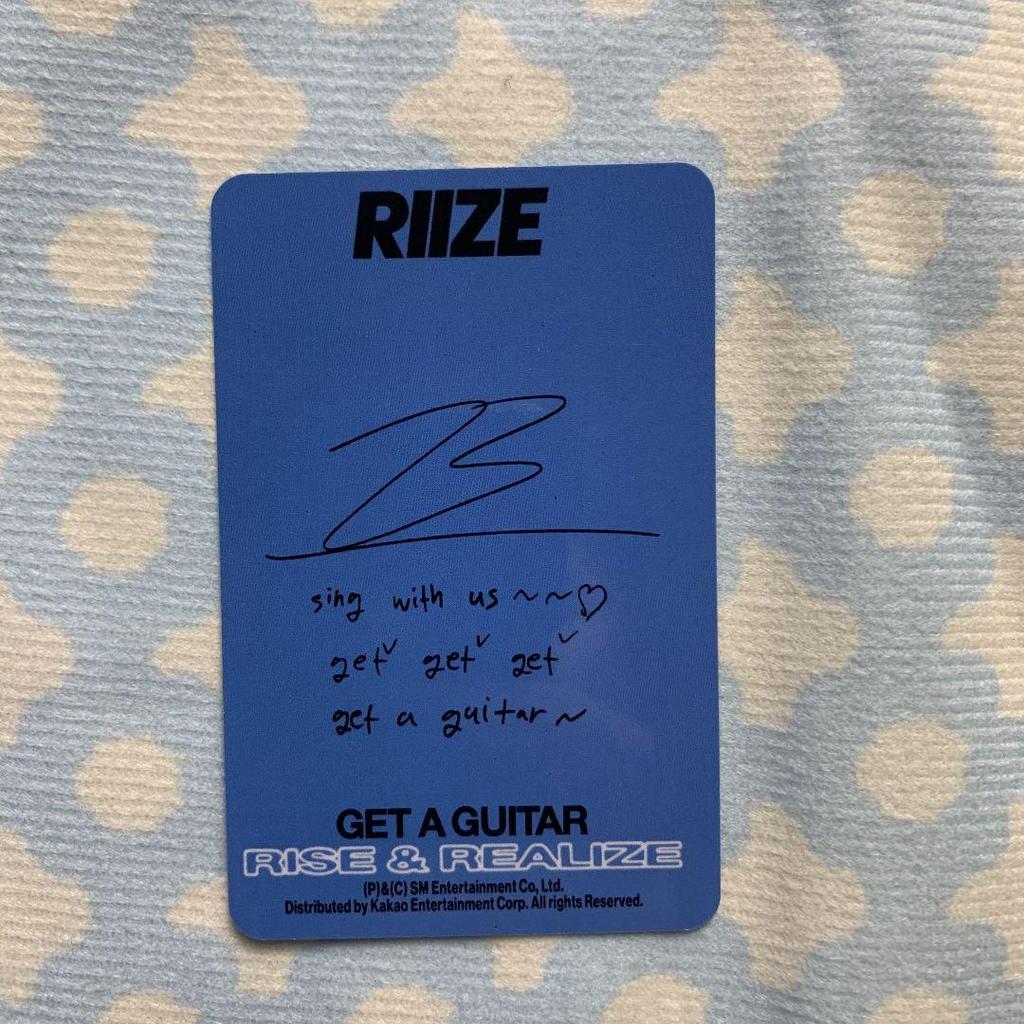 RIIZE
sing with us ~~♡
get✓ get✓ get✓
get a guitar~
GET A GUITAR
RISE & REALIZE
(P)&(C) SM Entertainment Co., Ltd.
Distributed by Kakao Entertainment Corp. All rights Reserved.